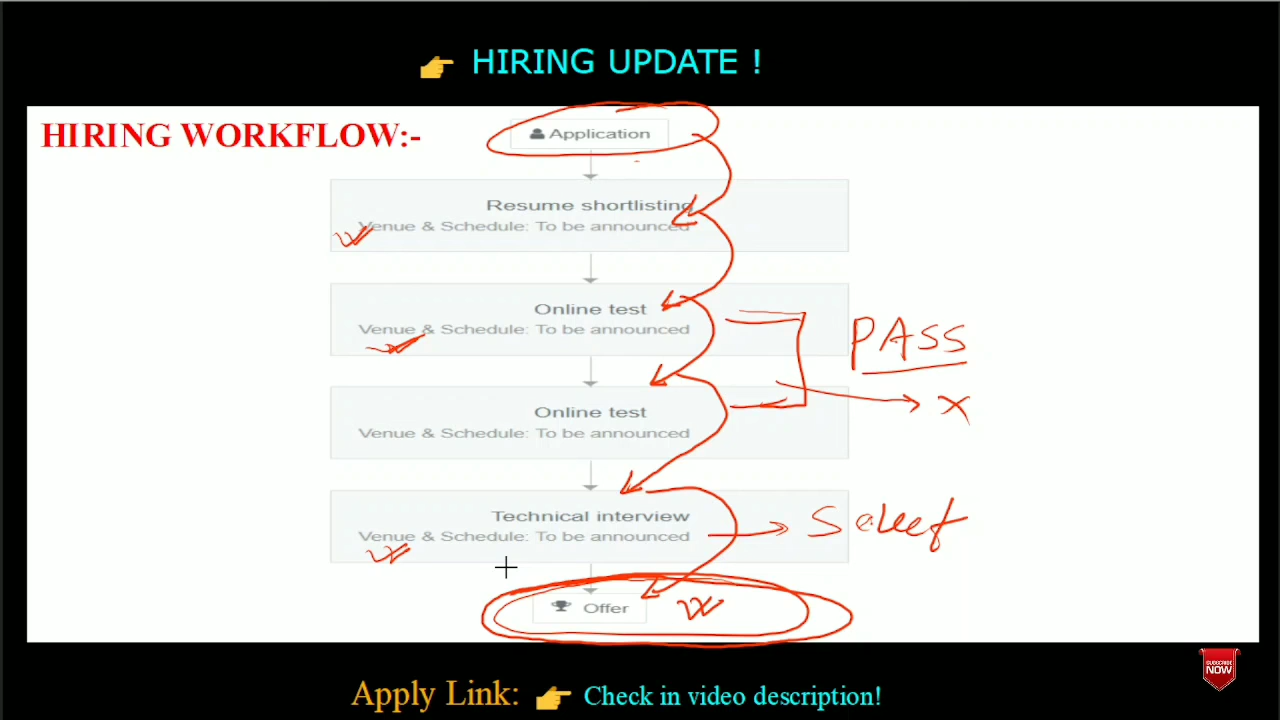 HIRING UPDATE !
HIRING WORKFLOW:-
Application
Resume shortlisting
Venue & Schedule: To be announced
Online test
Venue & Schedule: To be announced
PASS
X
Online test
Venue & Schedule: To be announced
Technical interview
Venue & Schedule: To be announced
Select
Offer
Apply Link: Check in video description!
SUBSCRIBE
NOW